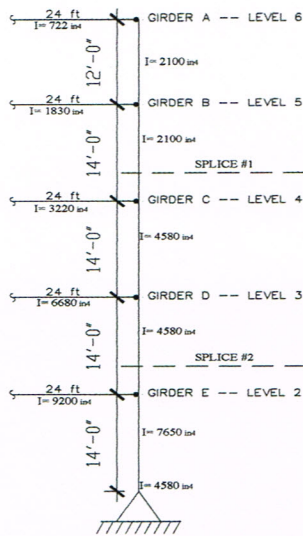 24 ft GIRDER A -- LEVEL 6
I= 722 in4
12'-0"
I= 2100 in4
24 ft GIRDER B -- LEVEL 5
I= 1830 in4
14'-0"
I= 2100 in4
SPLICE #1
24 ft GIRDER C -- LEVEL 4
I= 3220 in4
14'-0"
I= 4580 in4
24 ft GIRDER D -- LEVEL 3
I= 6680 in4
14'-0"
I= 4580 in4
SPLICE #2
24 ft GIRDER E -- LEVEL 2
I= 9200 in4
14'-0"
I= 7650 in4
I= 4580 in4